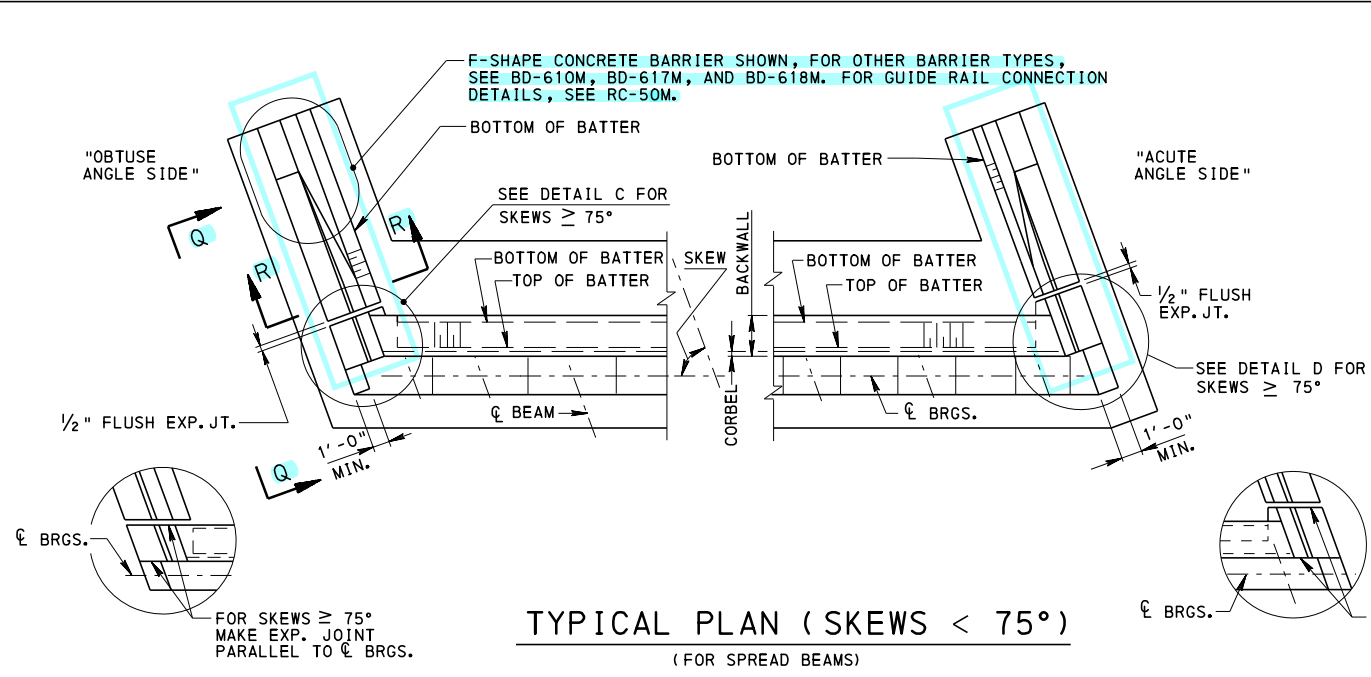 F-SHAPE CONCRETE BARRIER SHOWN, FOR OTHER BARRIER TYPES,
SEE BD-610M, BD-617M, AND BD-618M. FOR GUIDE RAIL CONNECTION
DETAILS, SEE RC-50M.
BOTTOM OF BATTER
"OBTUSE
ANGLE SIDE"
BOTTOM OF BATTER
"ACUTE
ANGLE SIDE"
SEE DETAIL C FOR
SKEWS ≥ 75°
Q
R
R
BOTTOM OF BATTER
TOP OF BATTER
SKEW
BACKWALL
BOTTOM OF BATTER
TOP OF BATTER
½" FLUSH
EXP.JT.
SEE DETAIL D FOR
SKEWS ≥ 75°
½" FLUSH EXP.JT.
1'-0"
MIN.
℄ BEAM
CORBEL
℄ BRGS.
1'-0"
MIN.
Q
℄ BRGS.
FOR SKEWS ≥ 75°
MAKE EXP. JOINT
PARALLEL TO ℄ BRGS.
℄ BRGS.
TYPICAL PLAN (SKEWS < 75°)
(FOR SPREAD BEAMS)